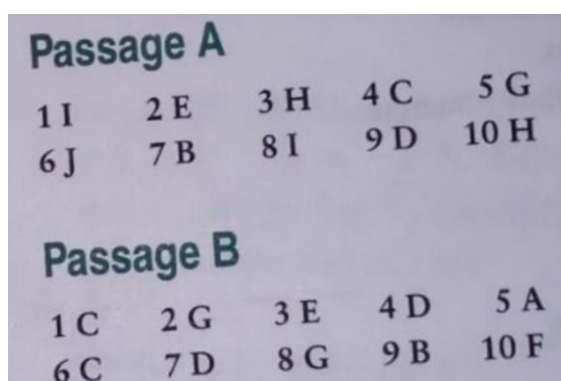 Passage A
1 I 2 E 3 H 4 C 5 G
6 J 7 B 8 I 9 D 10 H
Passage B
1 C 2 G 3 E 4 D 5 A
6 C 7 D 8 G 9 B 10 F